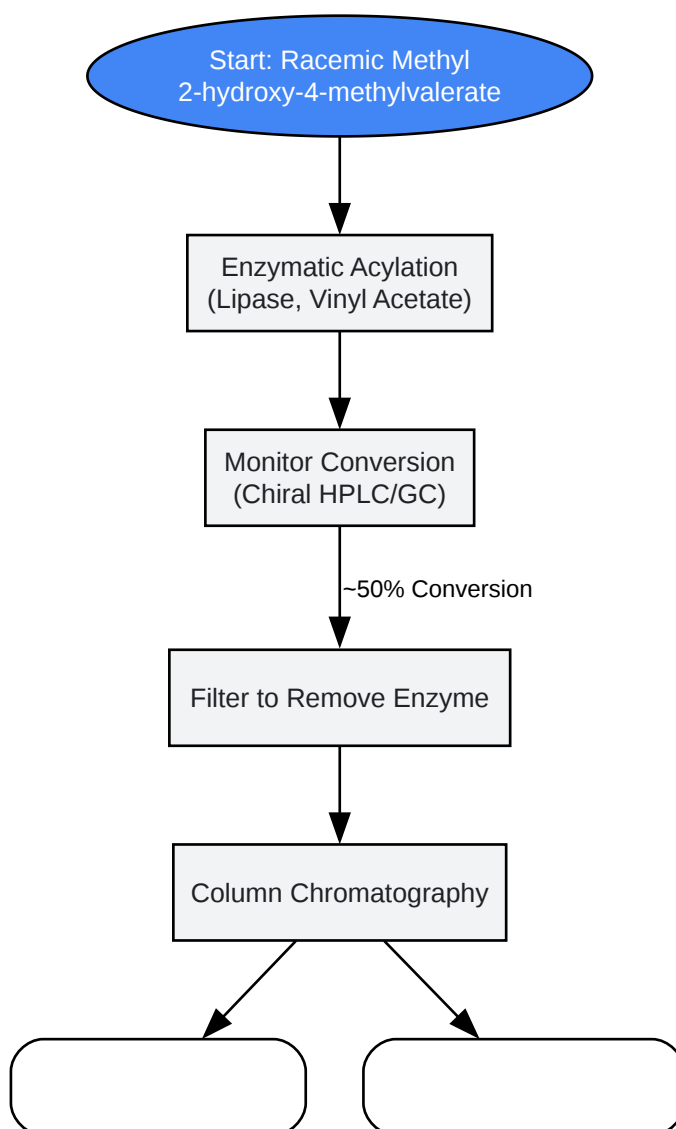 Start: Racemic Methyl
2-hydroxy-4-methylvalerate
Enzymatic Acylation
(Lipase, Vinyl Acetate)
Monitor Conversion
(Chiral HPLC/GC)
~50% Conversion
Filter to Remove Enzyme
Column Chromatography